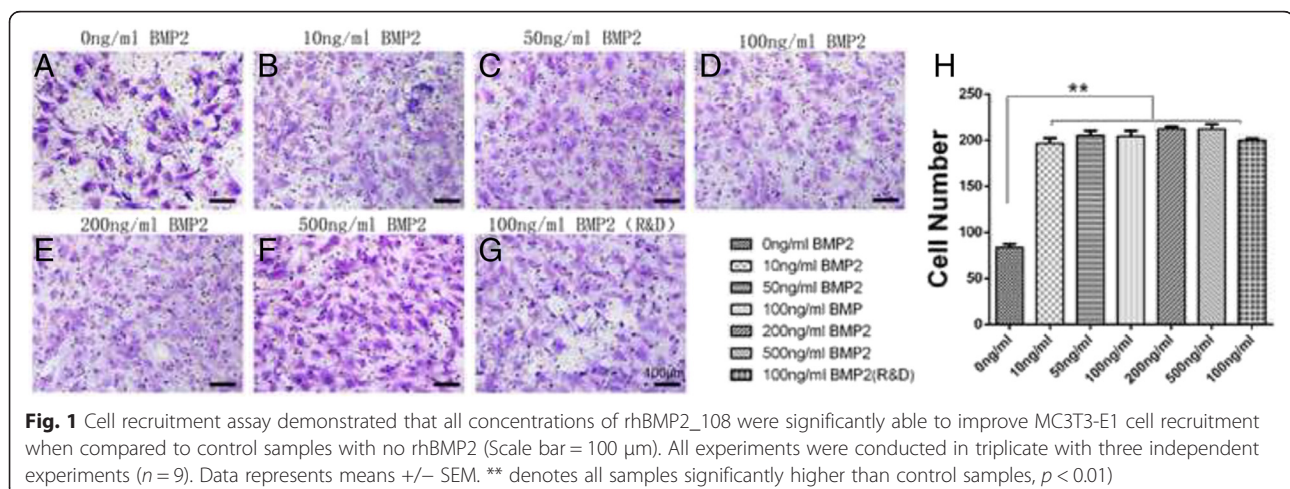 0ng/ml BMP2
10ng/ml BMP2
50ng/ml BMP2
100ng/ml BMP2
A
B
C
D
H
**
250
200
150
100
50
0
Cell Number
0ng/ml
10ng/ml
50ng/ml
100ng/ml
200ng/ml
500ng/ml
100ng/ml
200ng/ml BMP2
500ng/ml BMP2
100ng/ml BMP2 (R&D)
E
F
G
100μm
0ng/ml BMP2
10ng/ml BMP2
50ng/ml BMP2
100ng/ml BMP
200ng/ml BMP2
500ng/ml BMP2
100ng/ml BMP2(R&D)
Fig. 1 Cell recruitment assay demonstrated that all concentrations of rhBMP2_108 were significantly able to improve MC3T3-E1 cell recruitment
when compared to control samples with no rhBMP2 (Scale bar = 100 μm). All experiments were conducted in triplicate with three independent
experiments (n = 9). Data represents means +/− SEM. ** denotes all samples significantly higher than control samples, p < 0.01)